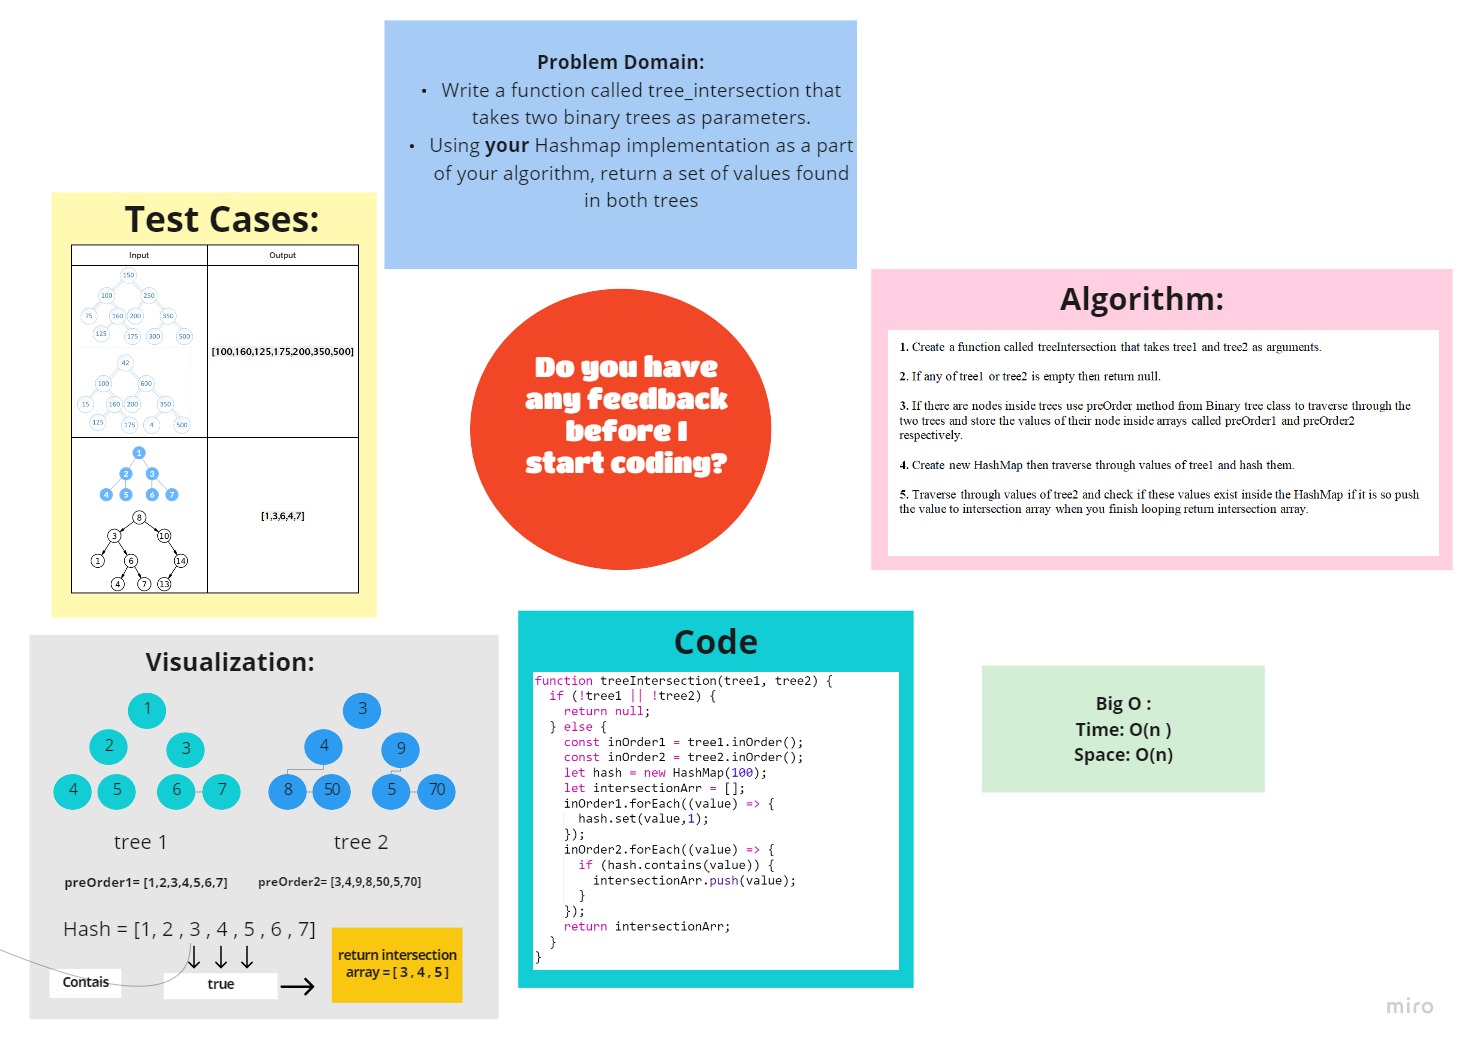 Problem Domain:
• Write a function called tree_intersection that
takes two binary trees as parameters.
• Using your Hashmap implementation as a part
of your algorithm, return a set of values found
in both trees
Test Cases:
Input Output
150
100 250
75 160 200 350
125 175 300 500
[100,160,125,175,200,350,500]
42
100 600
15 160 200 350
125 175 4 500
1
2 3
4 5 6 7
[1,3,6,4,7]
8
3 10
1 6 14
4 7 13
Do you have
any feedback
before I
start coding?
Algorithm:
1. Create a function called treeIntersection that takes tree1 and tree2 as arguments.
2. If any of tree1 or tree2 is empty then return null.
3. If there are nodes inside trees use preOrder method from Binary tree class to traverse through the
two trees and store the values of their node inside arrays called preOrder1 and preOrder2
respectively.
4. Create new HashMap then traverse through values of tree1 and hash them.
5. Traverse through values of tree2 and check if these values exist inside the HashMap if it is so push
the value to intersection array when you finish looping return intersection array.
Visualization:
1
2 3
4 5 6 7
tree 1
preOrder1= [1,2,3,4,5,6,7]
3
4 9
8 50 5 70
tree 2
preOrder2= [3,4,9,8,50,5,70]
Hash = [1, 2 , 3 , 4 , 5 , 6 , 7]
Contais
true
return intersection
array = [ 3 , 4 , 5 ]
Code
function treeIntersection(tree1, tree2) {
if (!tree1 || !tree2) {
return null;
} else {
const inOrder1 = tree1.inOrder();
const inOrder2 = tree2.inOrder();
let hash = new HashMap(100);
let intersectionArr = [];
inOrder1.forEach((value) => {
hash.set(value,1);
});
inOrder2.forEach((value) => {
if (hash.contains(value)) {
intersectionArr.push(value);
}
});
return intersectionArr;
}
}
Big O :
Time: O(n )
Space: O(n)
miro